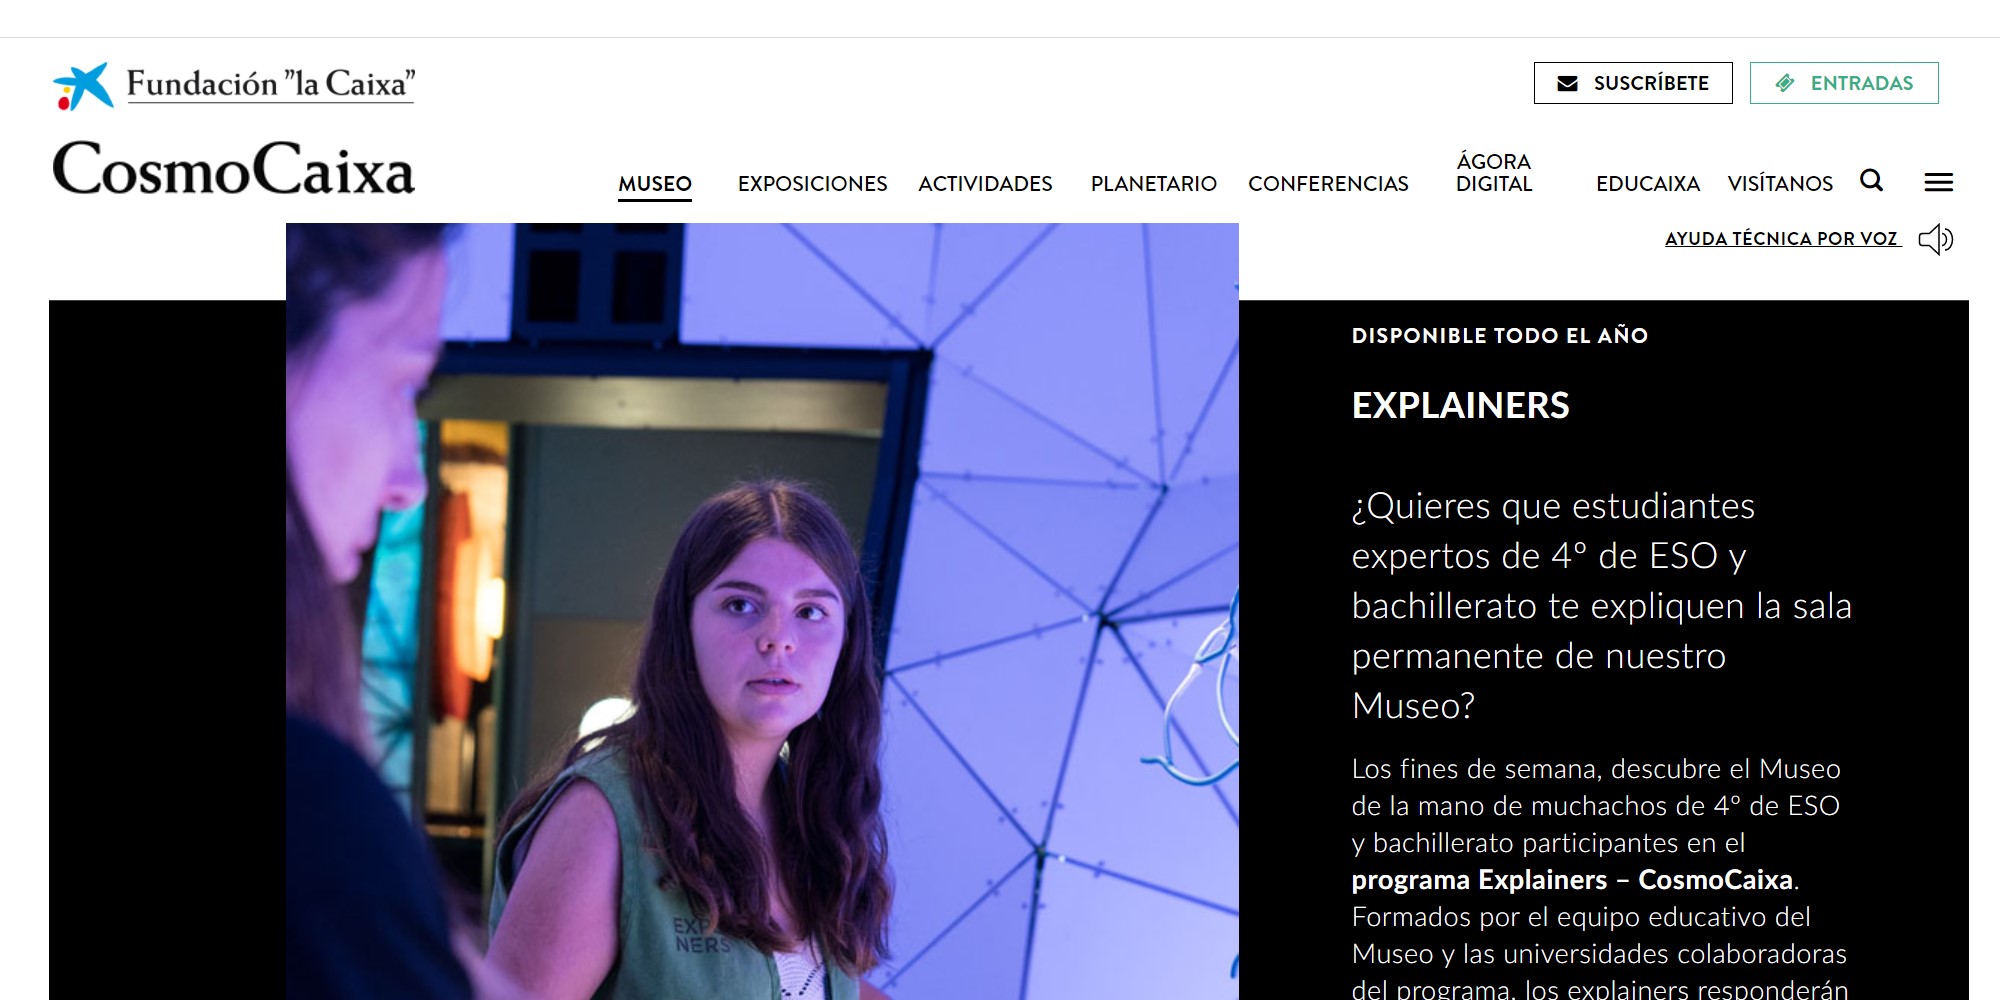 Fundación "la Caixa"
CosmoCaixa
SUSCRÍBETE
ENTRADAS
MUSEO
EXPOSICIONES
ACTIVIDADES
PLANETARIO
CONFERENCIAS
ÁGORA
DIGITAL
EDUCAIXA
VISÍTANOS
AYUDA TÉCNICA POR VOZ
DISPONIBLE TODO EL AÑO
EXPLAINERS
¿Quieres que estudiantes
expertos de 4º de ESO y
bachillerato te expliquen la sala
permanente de nuestro
Museo?
Los fines de semana, descubre el Museo
de la mano de muchachos de 4º de ESO
y bachillerato participantes en el
programa Explainers – CosmoCaixa.
Formados por el equipo educativo del
Museo y las universidades colaboradoras
del programa, los explainers responderán
EXP
NERS